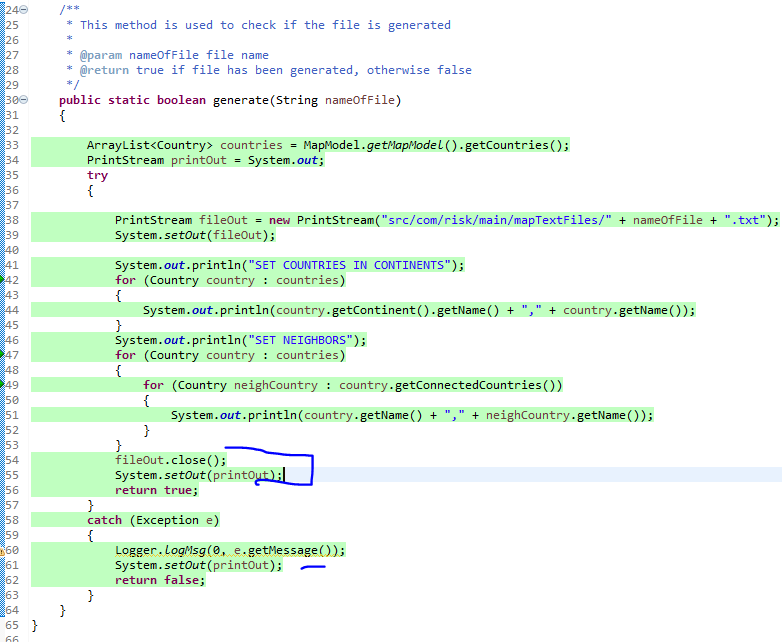 24 /**
25 * This method is used to check if the file is generated
26 *
27 * @param nameOfFile file name
28 * @return true if file has been generated, otherwise false
29 */
30 public static boolean generate(String nameOfFile)
31 {
32
33 ArrayList<Country> countries = MapModel.getMapModel().getCountries();
34 PrintStream printOut = System.out;
35 try
36 {
37
38 PrintStream fileOut = new PrintStream("src/com/risk/main/mapTextFiles/" + nameOfFile + ".txt");
39 System.setOut(fileOut);
40
41 System.out.println("SET COUNTRIES IN CONTINENTS");
42 for (Country country : countries)
43 {
44 System.out.println(country.getContinent().getName() + "," + country.getName());
45 }
46 System.out.println("SET NEIGHBORS");
47 for (Country country : countries)
48 {
49 for (Country neighCountry : country.getConnectedCountries())
50 {
51 System.out.println(country.getName() + "," + neighCountry.getName());
52 }
53 }
54 fileOut.close();
55 System.setOut(printOut);
56 return true;
57 }
58 catch (Exception e)
59 {
60 Logger.logMsg(0, e.getMessage());
61 System.setOut(printOut);
62 return false;
63 }
64 }
65 }
66